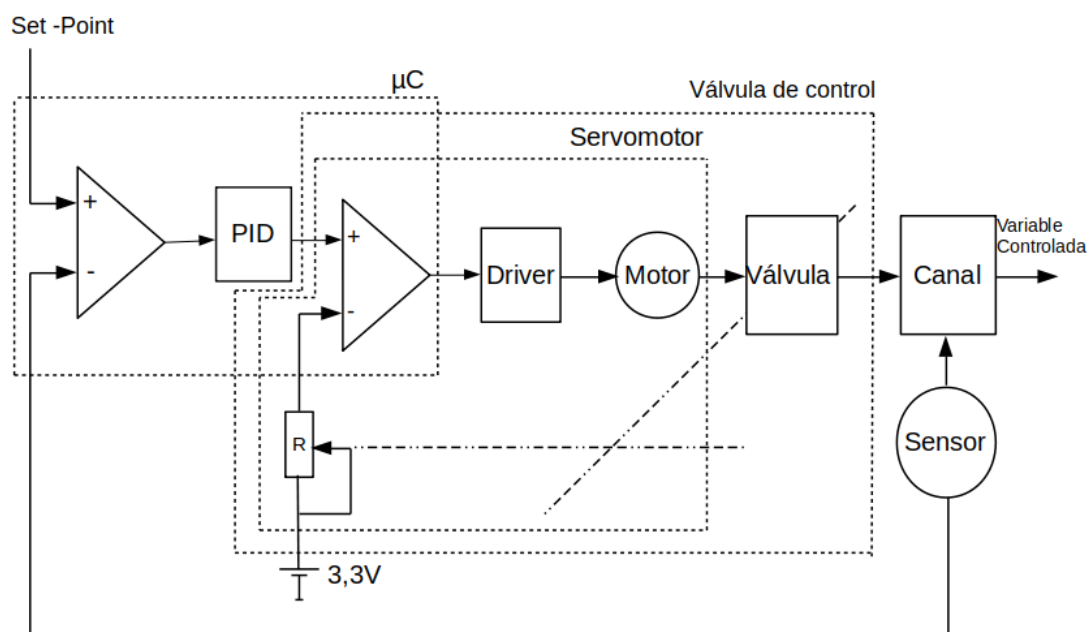 Set -Point
µC
Válvula de control
Servomotor
+
-
PID
+
-
Driver
Motor
Válvula
Canal
Variable
Controlada
R
Sensor
3,3V